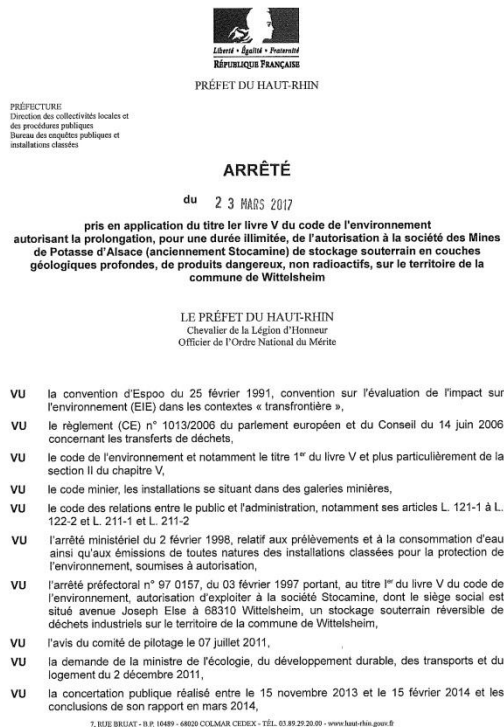 Liberté • Égalité • Fraternité
RÉPUBLIQUE FRANÇAISE
PRÉFET DU HAUT-RHIN
PRÉFECTURE
Direction des collectivités locales et
des procédures publiques
Bureau des enquêtes publiques et
installations classées
ARRÊTÉ
du 23 MARS 2017
pris en application du titre Ier livre V du code de l'environnement
autorisant la prolongation, pour une durée illimitée, de l'autorisation à la société des Mines
de Potasse d'Alsace (anciennement Stocamine) de stockage souterrain en couches
géologiques profondes, de produits dangereux, non radioactifs, sur le territoire de la
commune de Wittelsheim
LE PRÉFET DU HAUT-RHIN
Chevalier de la Légion d'Honneur
Officier de l'Ordre National du Mérite
VU la convention d'Espoo du 25 février 1991, convention sur l'évaluation de l'impact sur
l'environnement (EIE) dans les contextes « transfrontière »,
VU le règlement (CE) n° 1013/2006 du parlement européen et du Conseil du 14 juin 2006
concernant les transferts de déchets,
VU le code de l'environnement et notamment le titre 1er du livre V et plus particulièrement de la
section II du chapitre V,
VU le code minier, les installations se situant dans des galeries minières,
VU le code des relations entre le public et l'administration, notamment ses articles L. 121-1 à L.
122-2 et L. 211-1 et L. 211-2
VU l'arrêté ministériel du 2 février 1998, relatif aux prélèvements et à la consommation d'eau
ainsi qu'aux émissions de toutes natures des installations classées pour la protection de
l'environnement, soumises à autorisation,
VU l'arrêté préfectoral n° 97 0157, du 03 février 1997 portant, au titre Ier du livre V du code de
l'environnement, autorisation d'exploiter à la société Stocamine, dont le siège social est
situé avenue Joseph Else à 68310 Wittelsheim, un stockage souterrain réversible de
déchets industriels sur le territoire de la commune de Wittelsheim,
VU l'avis du comité de pilotage le 07 juillet 2011,
VU la demande de la ministre de l'écologie, du développement durable, des transports et du
logement du 2 décembre 2011,
VU la concertation publique réalisé entre le 15 novembre 2013 et le 15 février 2014 et les
conclusions de son rapport en mars 2014,
7, RUE BRUAT - B.P. 10489 - 68020 COLMAR CEDEX - TÉL. 03.89.29.20.00 - www.haut-rhin.gouv.fr